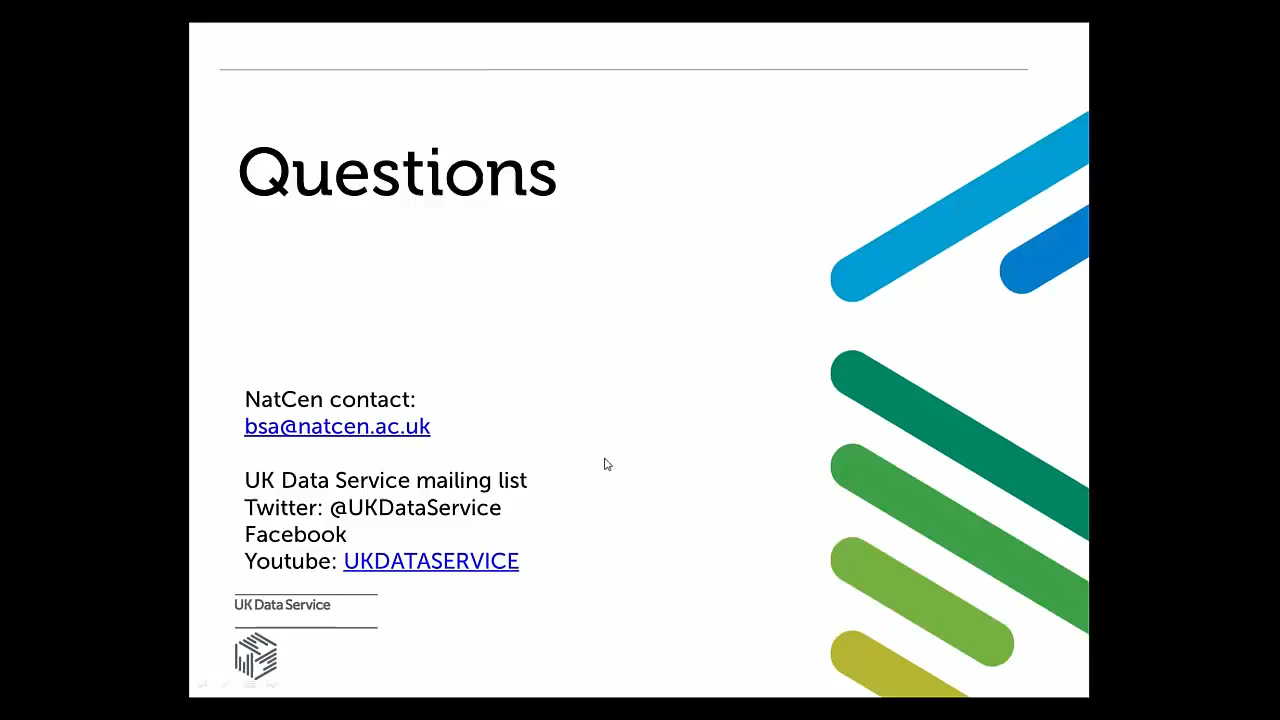 Questions
NatCen contact:
bsa@natcen.ac.uk
UK Data Service mailing list
Twitter: @UKDataService
Facebook
Youtube: UKDATASERVICE
UK Data Service